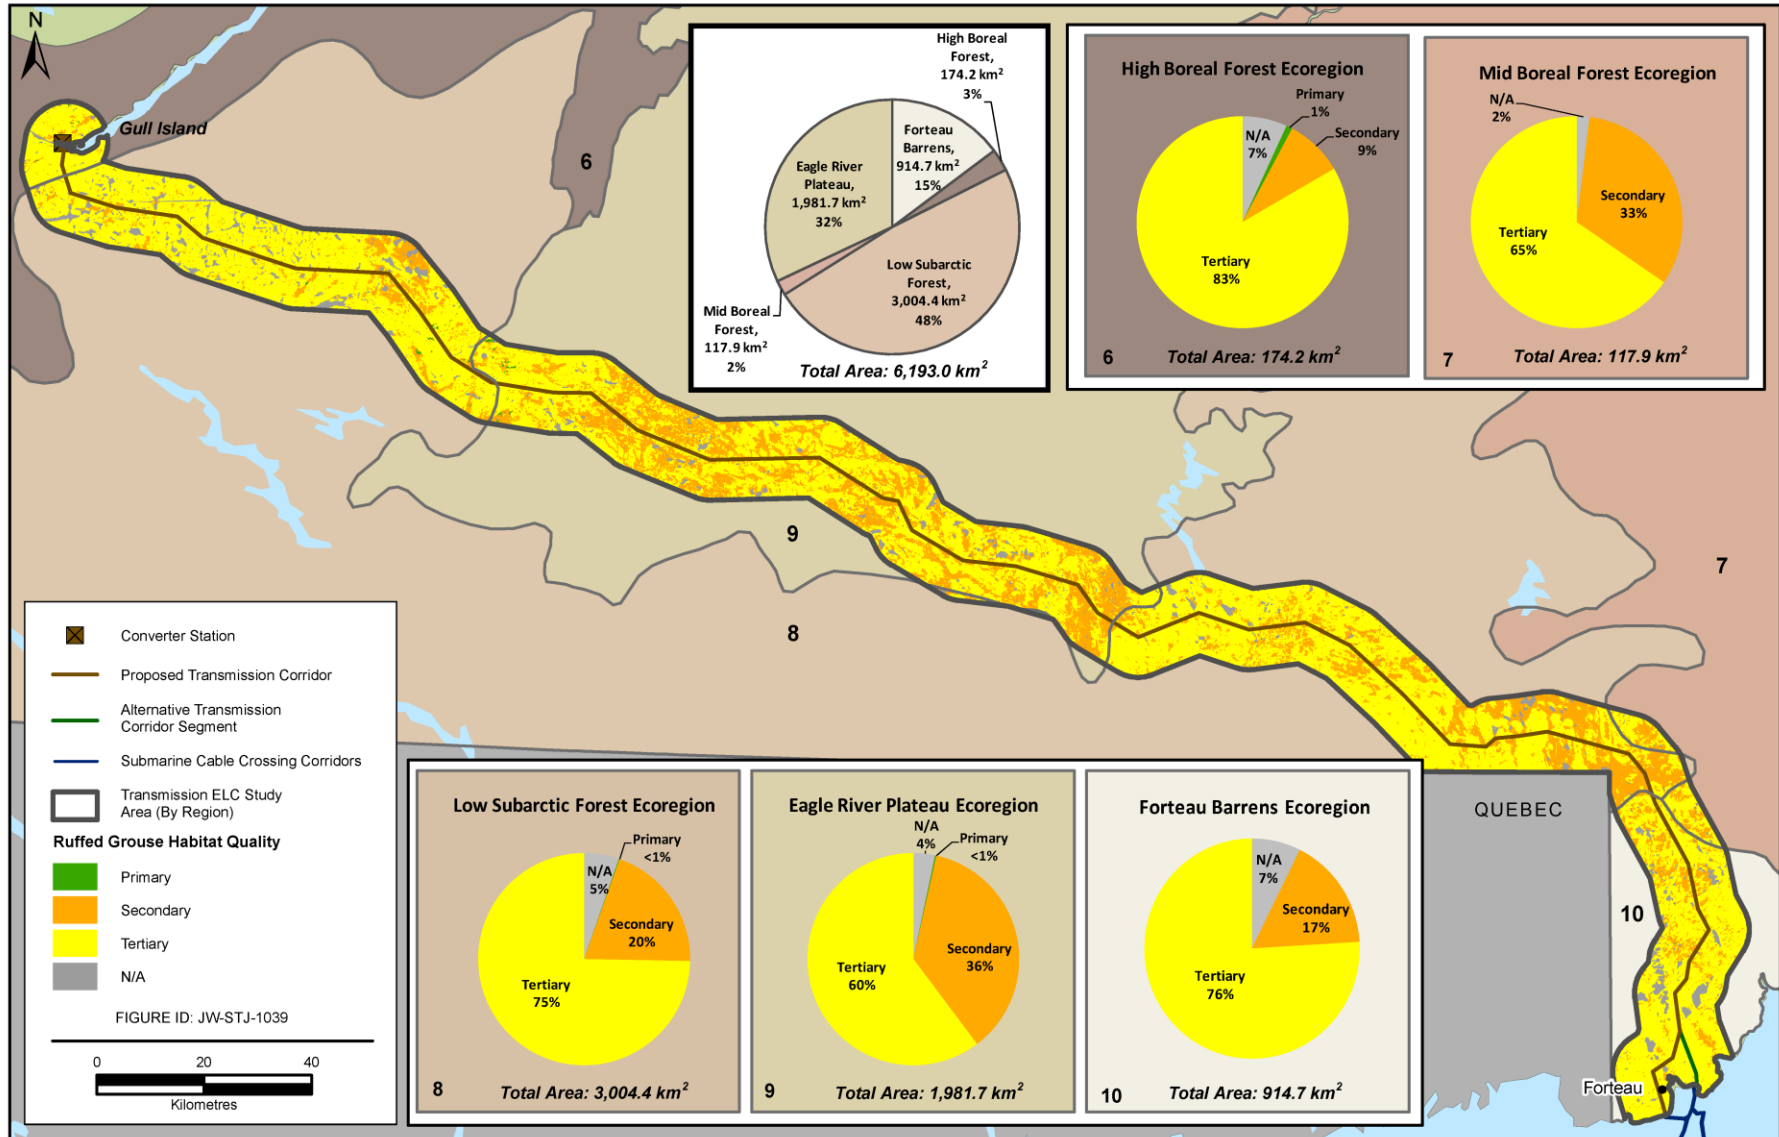 N
Gull Island
6
High Boreal
Forest,
174.2 km²
3%
Forteau
Barrens,
914.7 km²
15%
Eagle River
Plateau,
1,981.7 km²
32%
Low Subarctic
Forest,
3,004.4 km²
48%
Mid Boreal
Forest,
117.9 km²
2%
Total Area: 6,193.0 km²
High Boreal Forest Ecoregion
Primary
1%
N/A
7%
Secondary
9%
Tertiary
83%
6
Total Area: 174.2 km²
Mid Boreal Forest Ecoregion
N/A
2%
Secondary
33%
Tertiary
65%
7
Total Area: 117.9 km²
9
8
7
Converter Station
Proposed Transmission Corridor
Alternative Transmission
Corridor Segment
Submarine Cable Crossing Corridors
Transmission ELC Study
Area (By Region)
Ruffed Grouse Habitat Quality
Primary
Secondary
Tertiary
N/A
FIGURE ID: JW-STJ-1039
0 20 40
Kilometres
Low Subarctic Forest Ecoregion
Primary
<1%
N/A
5%
Secondary
20%
Tertiary
75%
8
Total Area: 3,004.4 km²
Eagle River Plateau Ecoregion
N/A
4%
Primary
<1%
Secondary
36%
Tertiary
60%
9
Total Area: 1,981.7 km²
Forteau Barrens Ecoregion
N/A
7%
Secondary
17%
Tertiary
76%
10
Total Area: 914.7 km²
QUEBEC
10
Forteau